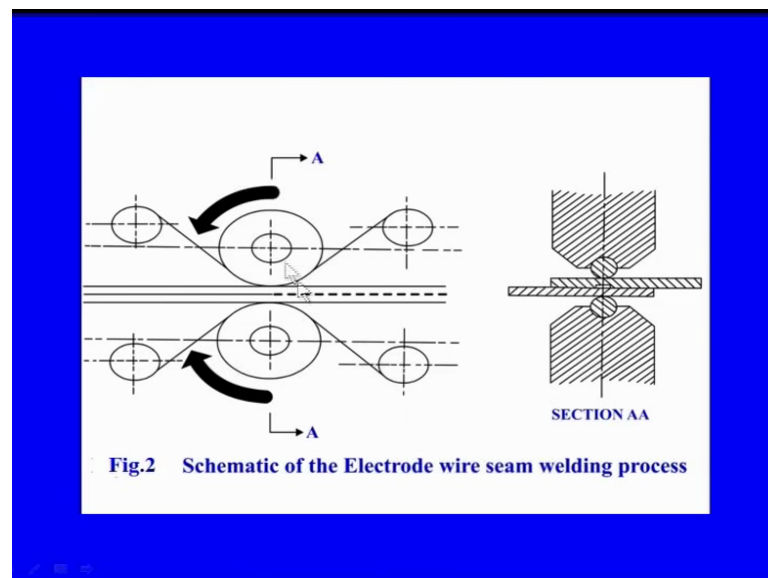 A
A
SECTION AA
Fig.2 Schematic of the Electrode wire seam welding process